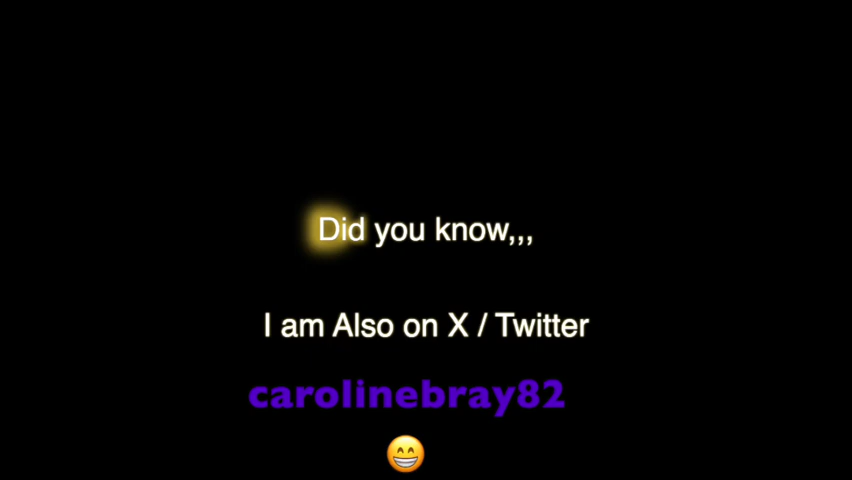 Did you know,,,
I am Also on X / Twitter
carolinebray82
😁